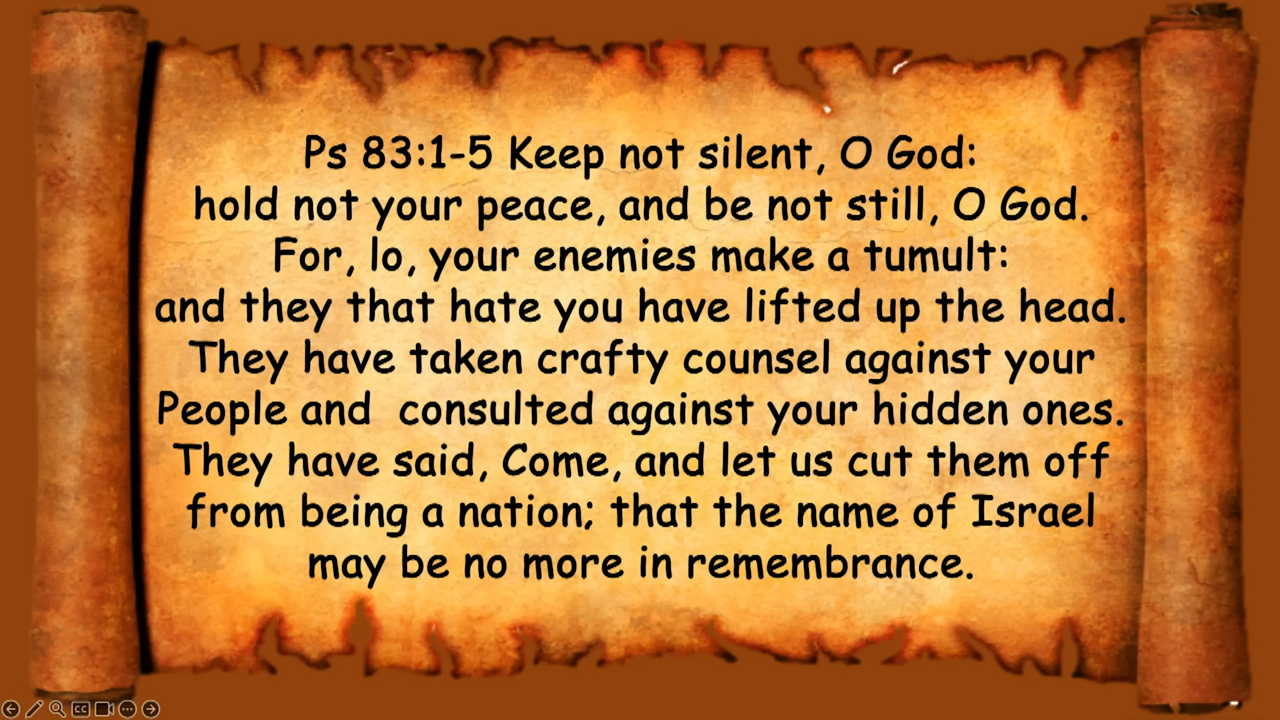 Ps 83:1-5 Keep not silent, O God:
hold not your peace, and be not still, O God.
For, lo, your enemies make a tumult:
and they that hate you have lifted up the head.
They have taken crafty counsel against your
People and  consulted against your hidden ones.
They have said, Come, and let us cut them off
from being a nation; that the name of Israel
may be no more in remembrance.
CC